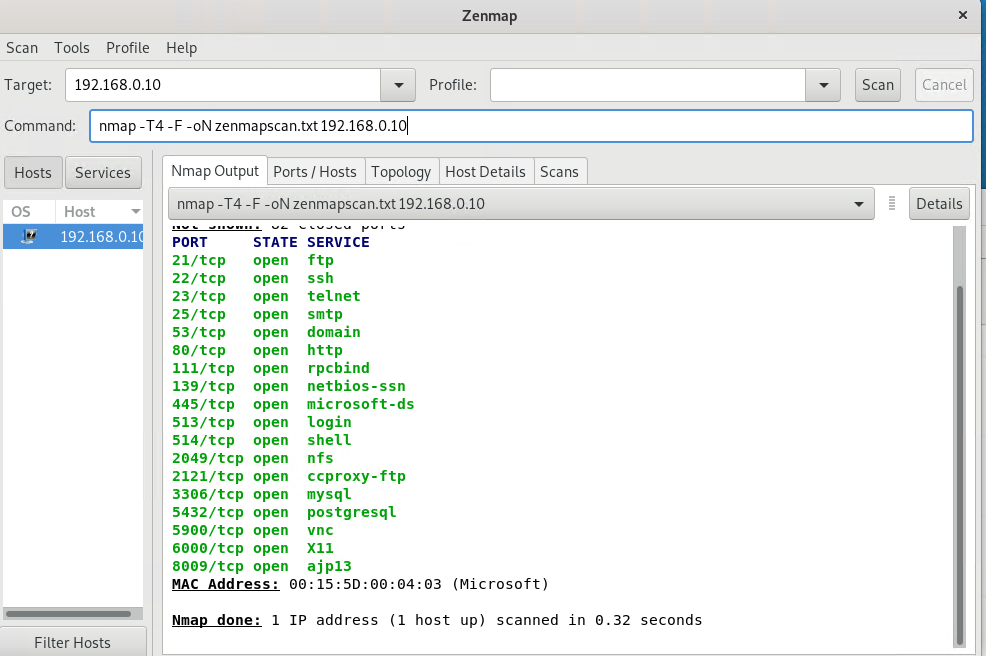 Zenmap
Scan Tools Profile Help
Target: 192.168.0.10 Profile: Scan Cancel
Command: nmap -T4 -F -oN zenmapscan.txt 192.168.0.10
Hosts Services
Nmap Output Ports / Hosts Topology Host Details Scans
OS Host
192.168.0.10
nmap -T4 -F -oN zenmapscan.txt 192.168.0.10 Details
Not shown: 82 closed ports
PORT STATE SERVICE
21/tcp open ftp
22/tcp open ssh
23/tcp open telnet
25/tcp open smtp
53/tcp open domain
80/tcp open http
111/tcp open rpcbind
139/tcp open netbios-ssn
445/tcp open microsoft-ds
513/tcp open login
514/tcp open shell
2049/tcp open nfs
2121/tcp open ccproxy-ftp
3306/tcp open mysql
5432/tcp open postgresql
5900/tcp open vnc
6000/tcp open X11
8009/tcp open ajp13
MAC Address: 00:15:5D:00:04:03 (Microsoft)
Nmap done: 1 IP address (1 host up) scanned in 0.32 seconds
Filter Hosts